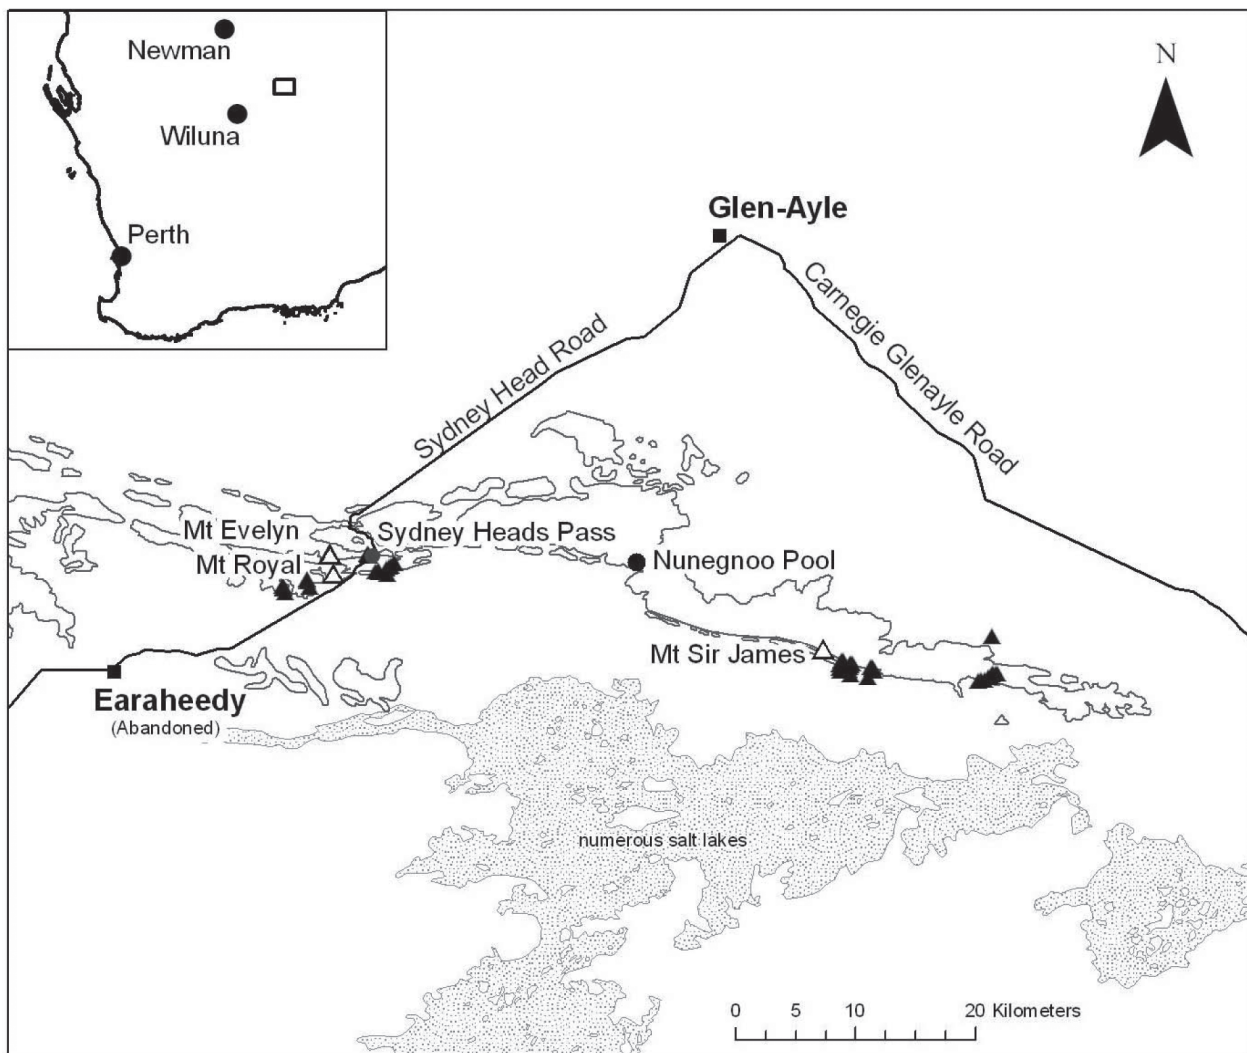 Newman
Wiluna
Perth
N
Glen-Ayle
Sydney Head Road
Carnegie Glenayle Road
Mt Evelyn
Sydney Heads Pass
Mt Royal
Nunegnoo Pool
Mt Sir James
Earaheedy
(Abandoned)
numerous salt lakes
0 5 10 20 Kilometers